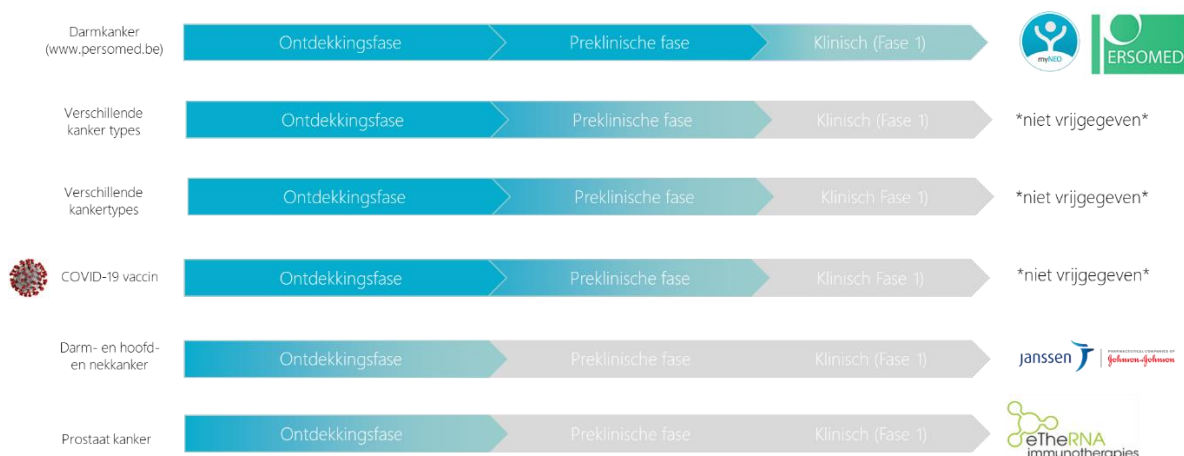 Darmkanker
(www.persomed.be)
Ontdekkingsfase
Preklinische fase
Klinisch (Fase 1)
myNEO
PERSOMED
Verschillende
kanker types
Ontdekkingsfase
Preklinische fase
Klinisch (Fase 1)
*niet vrijgegeven*
Verschillende
kankertypes
Ontdekkingsfase
Preklinische fase
Klinisch Fase 1)
*niet vrijgegeven*
COVID-19 vaccin
Ontdekkingsfase
Preklinische fase
Klinisch Fase 1)
*niet vrijgegeven*
Darm- en hoofd-
en nekkanker
Ontdekkingsfase
Preklinische fase
Klinisch (Fase 1)
janssen
PHARMACEUTICAL COMPANIES OF
Johnson & Johnson
Prostaat kanker
Ontdekkingsfase
Preklinische fase
Klinisch (Fase 1)
eTheRNA
immunotherapies